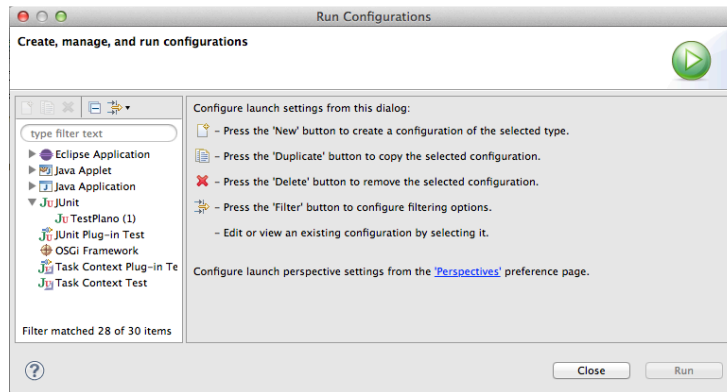 Run Configurations
Create, manage, and run configurations
type filter text
Eclipse Application
Java Applet
Java Application
JUnit
TestPlano (1)
JUnit Plug-in Test
OSGi Framework
Task Context Plug-in Te
Task Context Test
Filter matched 28 of 30 items
Configure launch settings from this dialog:
- Press the 'New' button to create a configuration of the selected type.
- Press the 'Duplicate' button to copy the selected configuration.
- Press the 'Delete' button to remove the selected configuration.
- Press the 'Filter' button to configure filtering options.
- Edit or view an existing configuration by selecting it.
Configure launch perspective settings from the 'Perspectives' preference page.
?
Close
Run